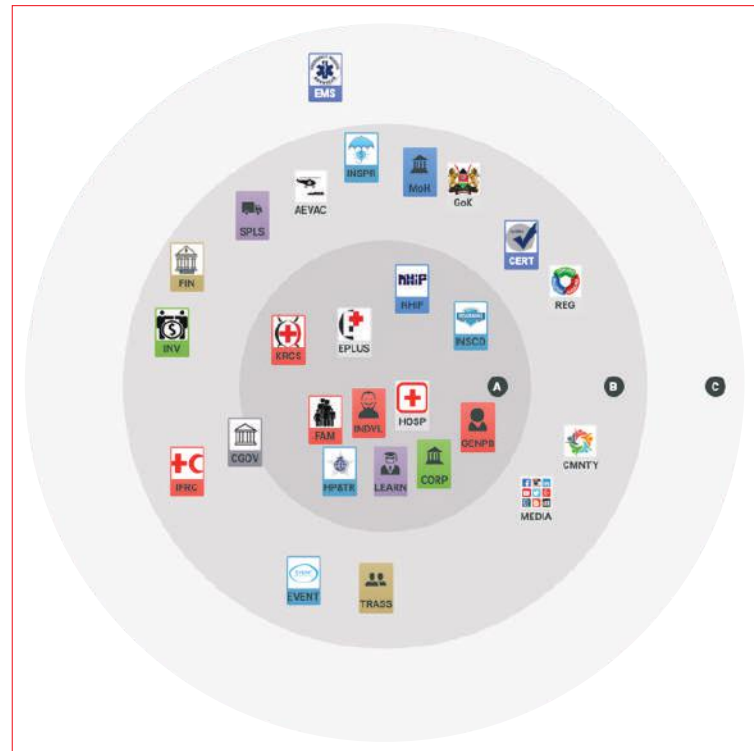 EMS
INSPR
MoH
GoK
AEVAC
SPLS
CERT
FIN
REG
NHIF
NHIF
INV
KRCS
EPLUS
INSCO
A
B
C
HOSP
FAM
INDVL
GENPB
CGOV
CMNTY
IFRC
HP&TR
LEARN
CORP
MEDIA
EVENT
TRASS